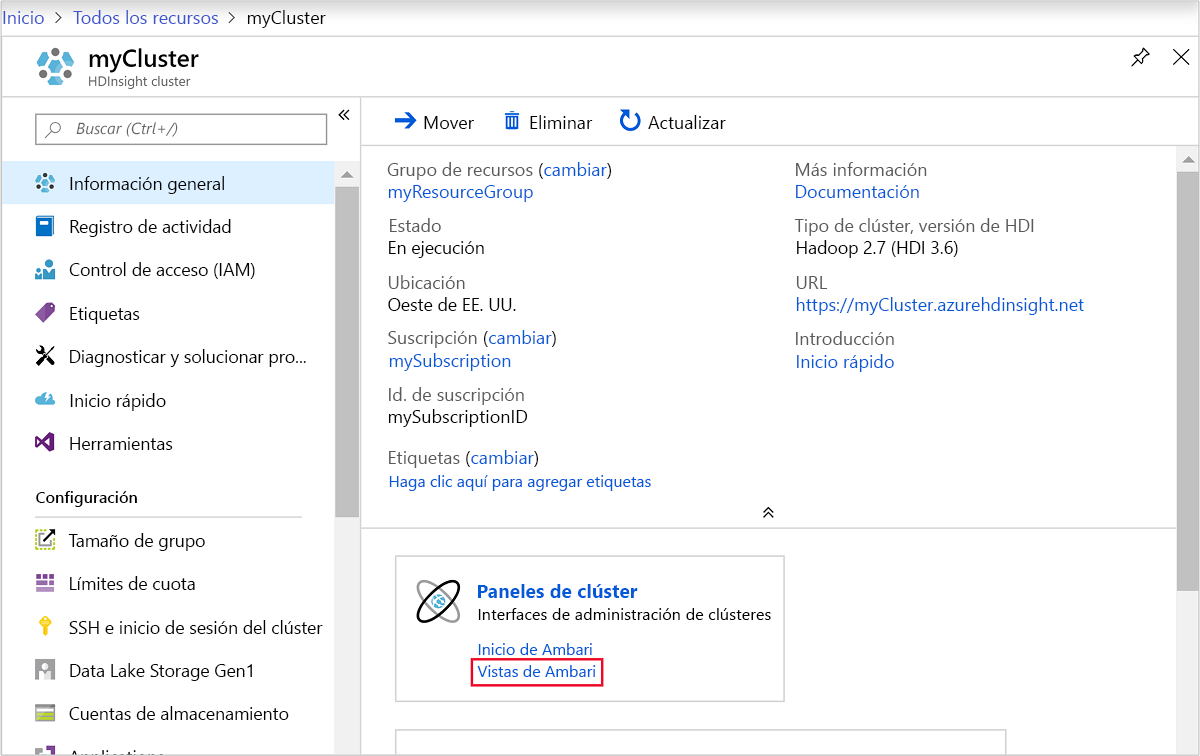 Inicio > Todos los recursos > myCluster
myCluster
HDInsight cluster
Buscar (Ctrl+/)
«
Información general
Registro de actividad
Control de acceso (IAM)
Etiquetas
Diagnosticar y solucionar pro...
Inicio rápido
Herramientas
Configuración
Tamaño de grupo
Límites de cuota
SSH e inicio de sesión del clúster
Data Lake Storage Gen1
Cuentas de almacenamiento
Mover
Eliminar
Actualizar
Grupo de recursos (cambiar)
myResourceGroup
Estado
En ejecución
Ubicación
Oeste de EE. UU.
Suscripción (cambiar)
mySubscription
Id. de suscripción
mySubscriptionID
Etiquetas (cambiar)
Haga clic aquí para agregar etiquetas
Más información
Documentación
Tipo de clúster, versión de HDI
Hadoop 2.7 (HDI 3.6)
URL
https://myCluster.azurehdinsight.net
Introducción
Inicio rápido
Paneles de clúster
Interfaces de administración de clústeres
Inicio de Ambari
Vistas de Ambari